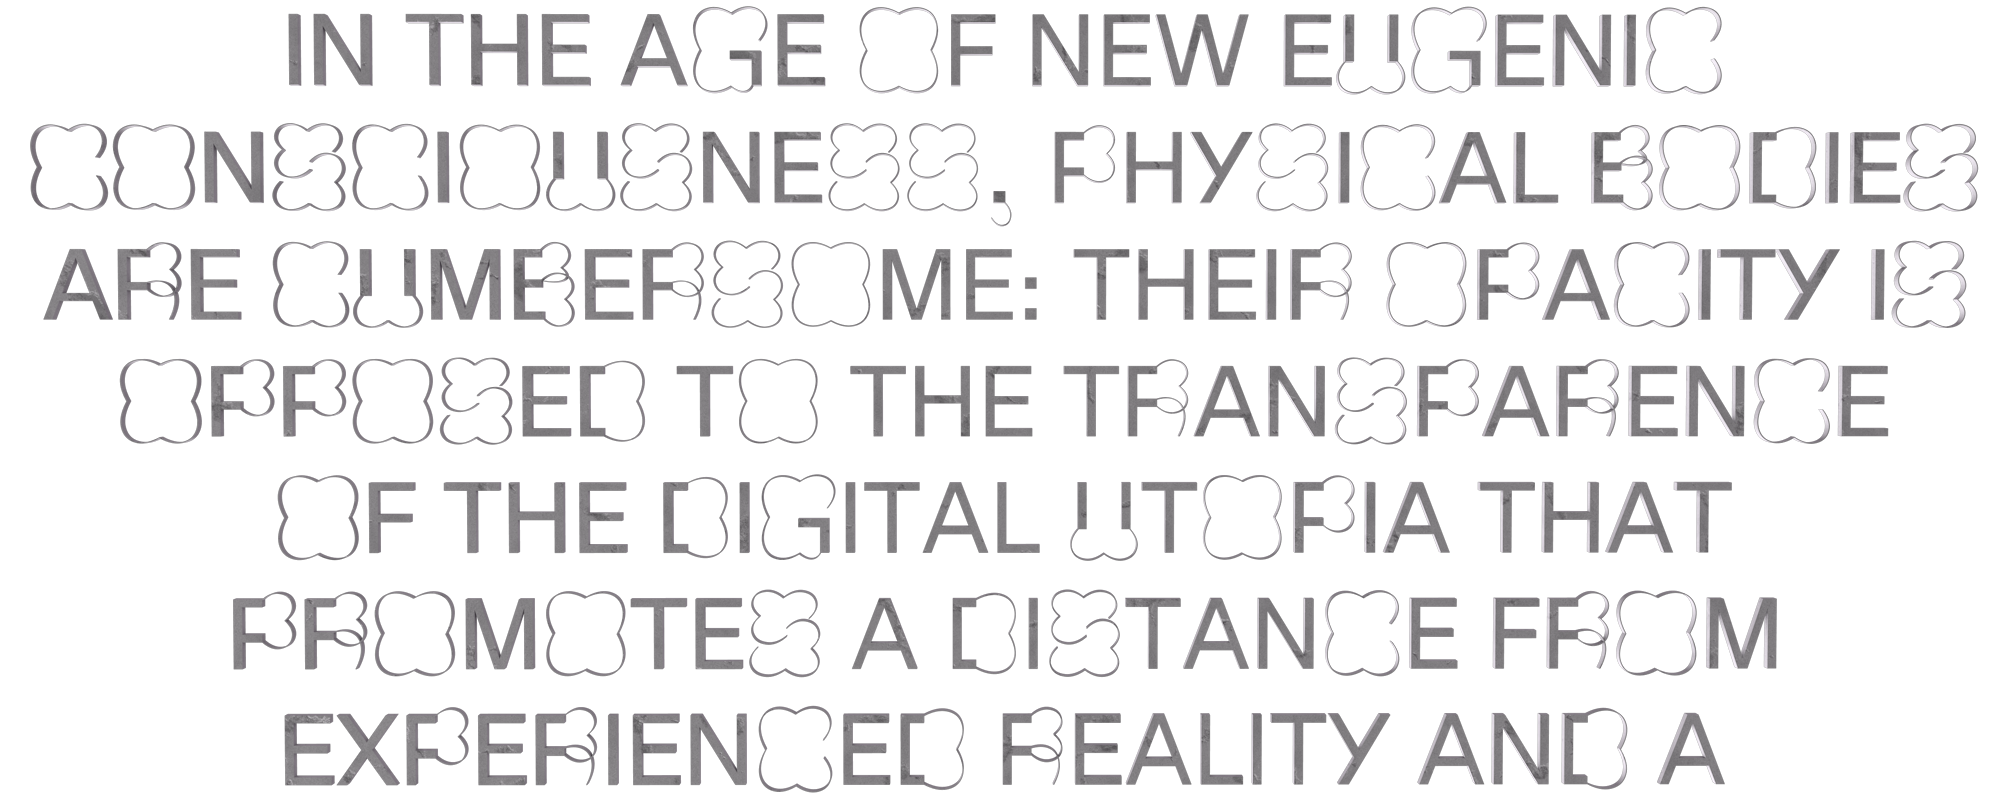 IN THE AGE OF NEW EUGENIC
CONSCIOUSNESS, PHYSICAL BODIES
ARE CUMBERSOME: THEIR OPACITY IS
OPPOSED TO THE TRANSPARENCE
OF THE DIGITAL UTOPIA THAT
PROMOTES A DISTANCE FROM
EXPERIENCED REALITY AND A